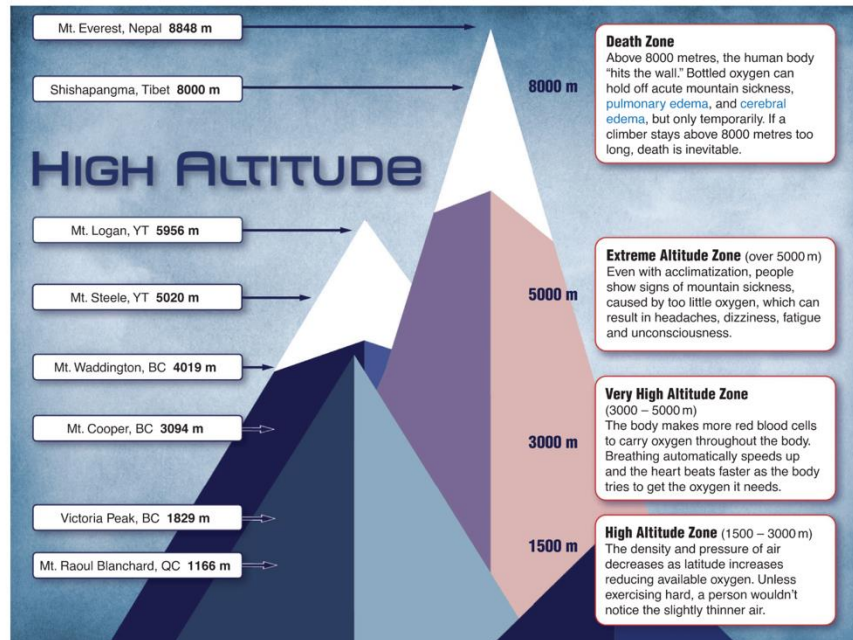 Mt. Everest, Nepal 8848 m
Shishapangma, Tibet 8000 m
HIGH ALTITUDE
Mt. Logan, YT 5956 m
Mt. Steele, YT 5020 m
Mt. Waddington, BC 4019 m
Mt. Cooper, BC 3094 m
Victoria Peak, BC 1829 m
Mt. Raoul Blanchard, QC 1166 m
8000 m
5000 m
3000 m
1500 m
Death Zone
Above 8000 metres, the human body
"hits the wall." Bottled oxygen can
hold off acute mountain sickness,
pulmonary edema, and cerebral
edema, but only temporarily. If a
climber stays above 8000 metres too
long, death is inevitable.
Extreme Altitude Zone (over 5000 m)
Even with acclimatization, people
show signs of mountain sickness,
caused by too little oxygen, which can
result in headaches, dizziness, fatigue
and unconsciousness.
Very High Altitude Zone
(3000 – 5000 m)
The body makes more red blood cells
to carry oxygen throughout the body.
Breathing automatically speeds up
and the heart beats faster as the body
tries to get the oxygen it needs.
High Altitude Zone (1500 – 3000 m)
The density and pressure of air
decreases as latitude increases
reducing available oxygen. Unless
exercising hard, a person wouldn't
notice the slightly thinner air.